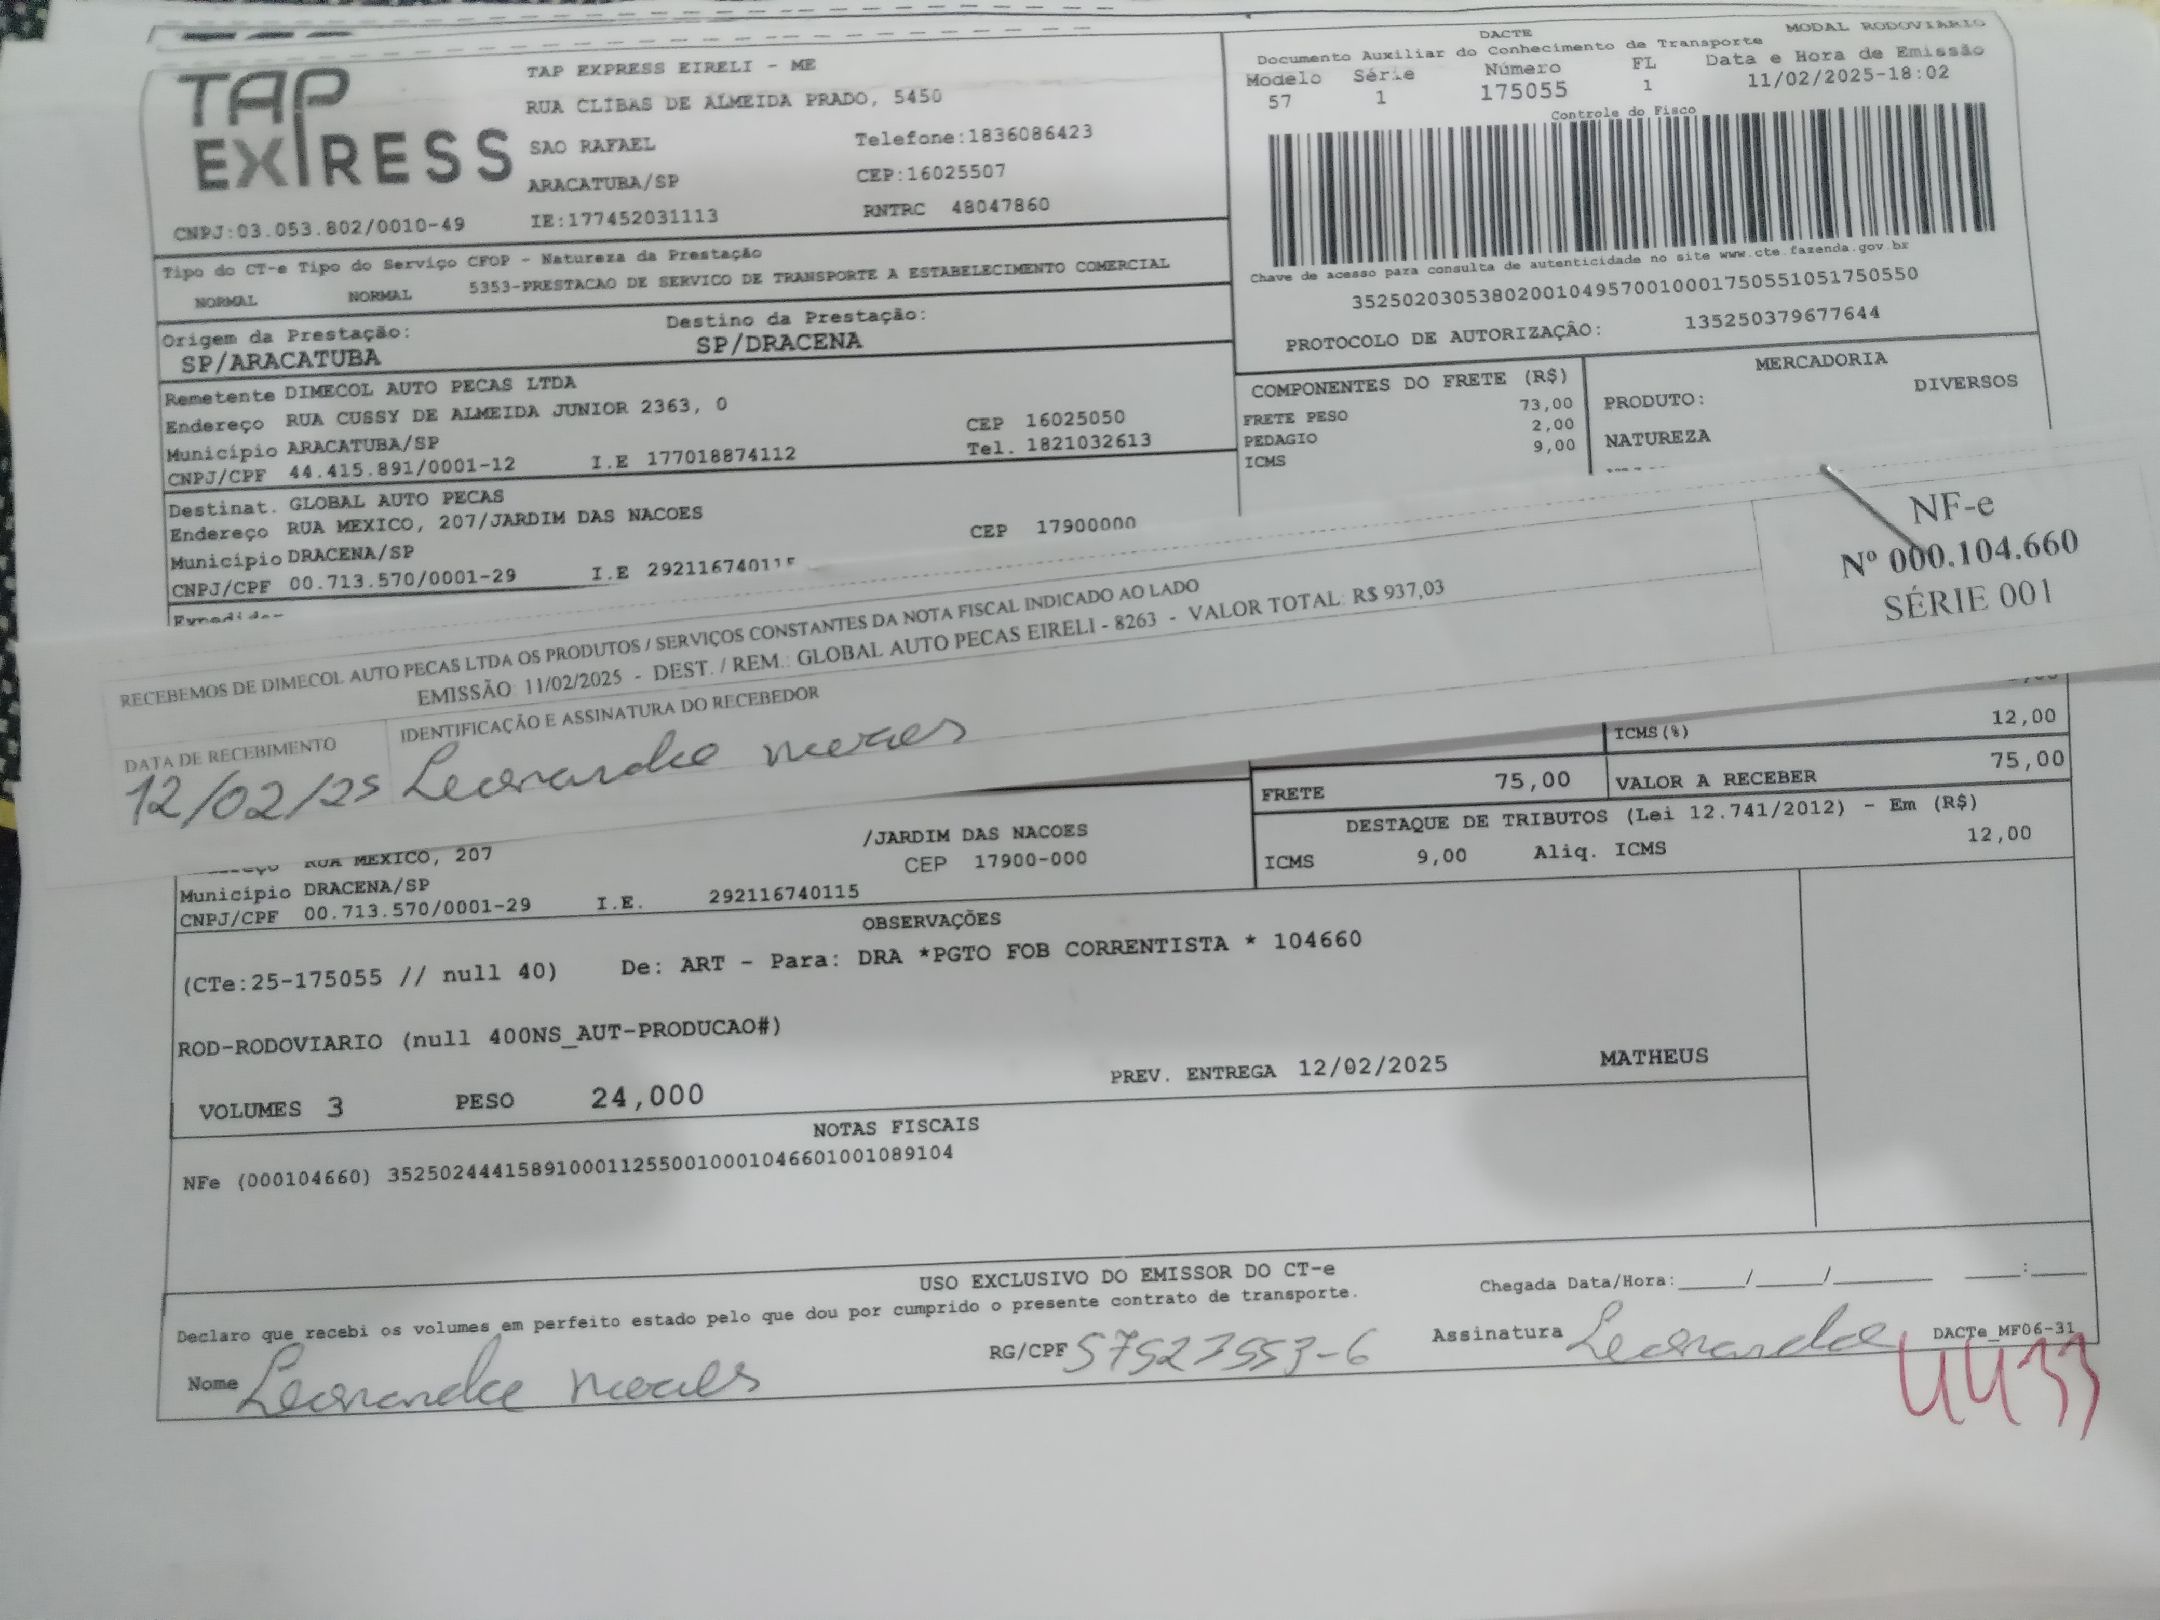 TAP
EXPRESS
TAP EXPRESS EIRELI - ME
RUA CLIBAS DE ALMEIDA PRADO, 5450
SAO RAFAEL Telefone:1836086423
ARACATUBA/SP CEP:16025507
CNPJ:03.053.802/0010-49 IE:177452031113 RNTRC 48047860
DACTE MODAL RODOVIARIO
Documento Auxiliar do Conhecimento de Transporte
Modelo Série Número FL Data e Hora de Emissão
57 1 175055 1 11/02/2025-18:02
Controle do Fisco
Chave de acesso para consulta de autenticidade no site www.cte.fazenda.gov.br
35250203053802001049570010001750551051750550
PROTOCOLO DE AUTORIZAÇÃO: 135250379677644
Tipo do CT-e Tipo do Serviço CFOP - Natureza da Prestação
NORMAL NORMAL 5353-PRESTACAO DE SERVICO DE TRANSPORTE A ESTABELECIMENTO COMERCIAL
Origem da Prestação: Destino da Prestação:
SP/ARACATUBA SP/DRACENA
Remetente DIMECOL AUTO PECAS LTDA
Endereço RUA CUSSY DE ALMEIDA JUNIOR 2363, 0 CEP 16025050
Município ARACATUBA/SP Tel. 1821032613
CNPJ/CPF 44.415.891/0001-12 I.E 177018874112
COMPONENTES DO FRETE (R$)
FRETE PESO 73,00
PEDAGIO 2,00
ICMS 9,00
MERCADORIA
PRODUTO: DIVERSOS
NATUREZA
Destinat. GLOBAL AUTO PECAS
Endereço RUA MEXICO, 207/JARDIM DAS NACOES CEP 17900000
Município DRACENA/SP
CNPJ/CPF 00.713.570/0001-29 I.E 292116740115
RECEBEMOS DE DIMECOL AUTO PECAS LTDA OS PRODUTOS / SERVIÇOS CONSTANTES DA NOTA FISCAL INDICADO AO LADO
EMISSÃO: 11/02/2025 - DEST. / REM.: GLOBAL AUTO PECAS EIRELI - 8263 - VALOR TOTAL: R$ 937,03
NF-e
Nº 000.104.660
SÉRIE 001
DATA DE RECEBIMENTO IDENTIFICAÇÃO E ASSINATURA DO RECEBEDOR
12/02/25 Leonardo moraes
ICMS(%) 12,00
FRETE 75,00 VALOR A RECEBER 75,00
DESTAQUE DE TRIBUTOS (Lei 12.741/2012) - Em (R$)
ICMS 9,00 Aliq. ICMS 12,00
RUA MEXICO, 207 /JARDIM DAS NACOES
Município DRACENA/SP CEP 17900-000
CNPJ/CPF 00.713.570/0001-29 I.E. 292116740115
OBSERVAÇÕES
(CTe:25-175055 // null 40) De: ART - Para: DRA *PGTO FOB CORRENTISTA * 104660
ROD-RODOVIARIO (null 400NS_AUT-PRODUCAO#)
VOLUMES 3 PESO 24,000 PREV. ENTREGA 12/02/2025 MATHEUS
NOTAS FISCAIS
NFe (000104660) 35250244415891000112550010001046601001089104
USO EXCLUSIVO DO EMISSOR DO CT-e
Declaro que recebi os volumes em perfeito estado pelo que dou por cumprido o presente contrato de transporte.
Chegada Data/Hora:_____/_____/________ _____:_____
Nome Leonardo moraes RG/CPF 57527553-6 Assinatura Leonardo DACTe_MF06-31
4433